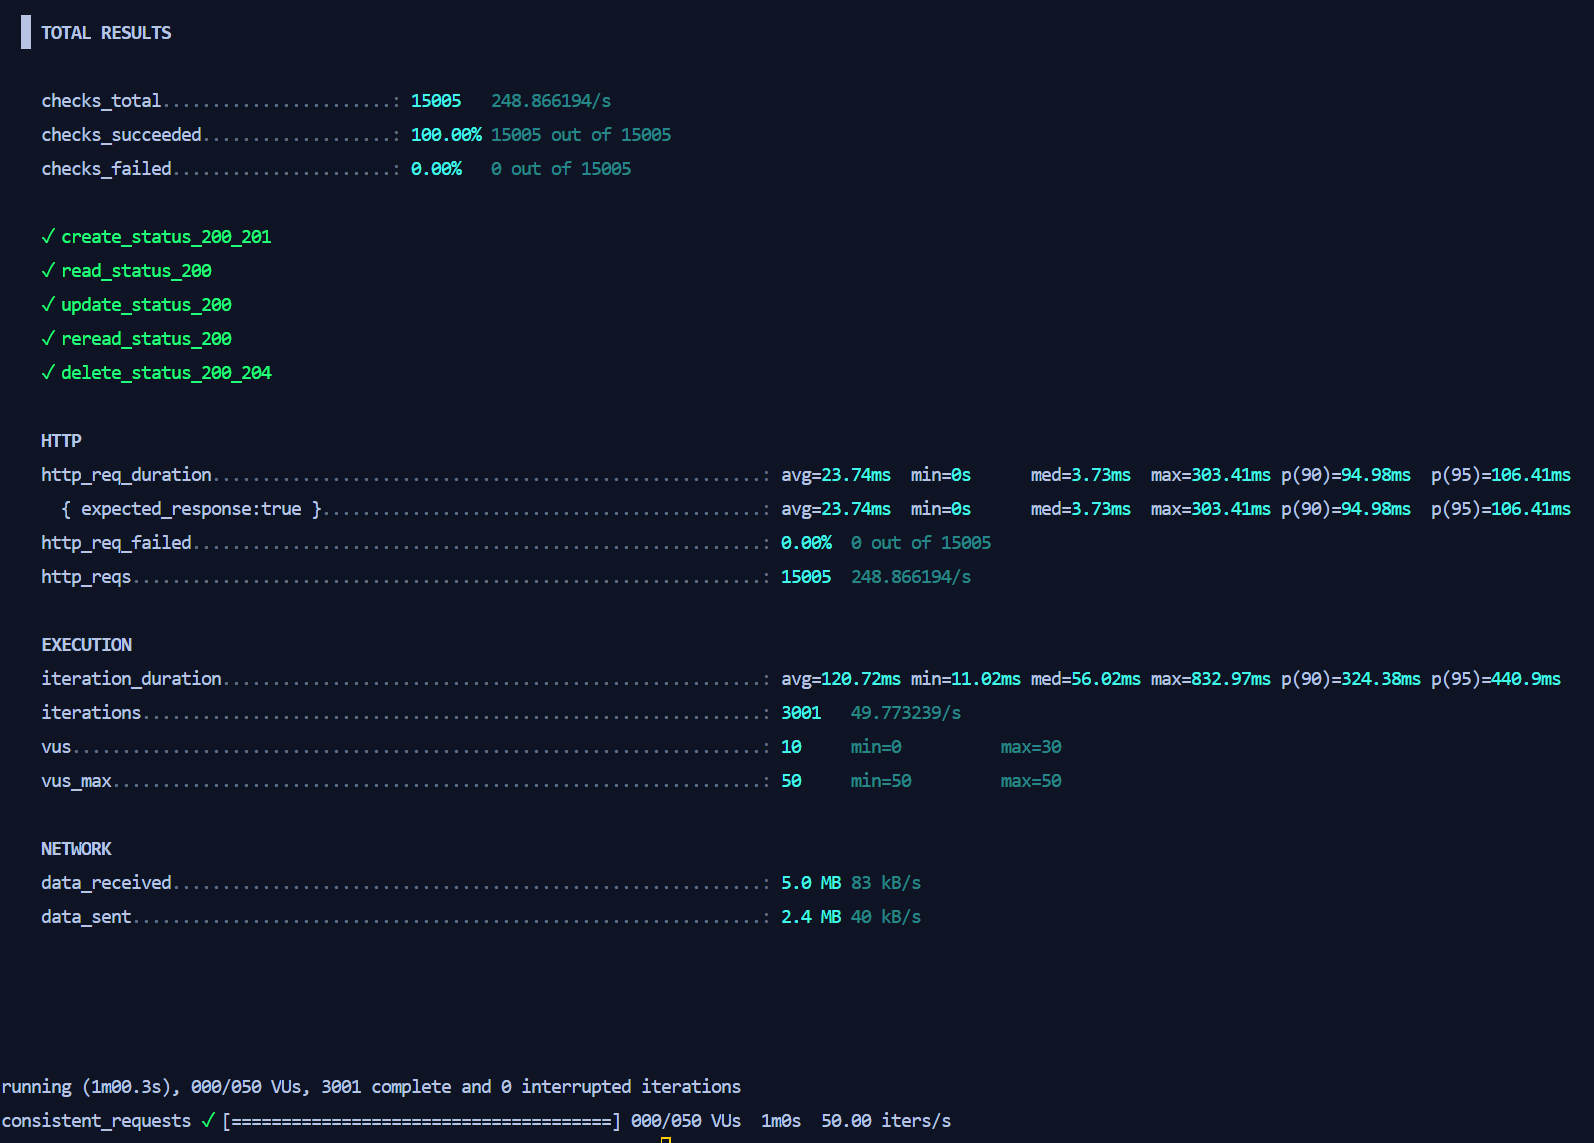 TOTAL RESULTS
checks_total.......................: 15005 248.866194/s
checks_succeeded...................: 100.00% 15005 out of 15005
checks_failed......................: 0.00% 0 out of 15005
✓ create_status_200_201
✓ read_status_200
✓ update_status_200
✓ reread_status_200
✓ delete_status_200_204
HTTP
http_req_duration.......................................................: avg=23.74ms min=0s med=3.73ms max=303.41ms p(90)=94.98ms p(95)=106.41ms
{ expected_response:true }............................................: avg=23.74ms min=0s med=3.73ms max=303.41ms p(90)=94.98ms p(95)=106.41ms
http_req_failed.........................................................: 0.00% 0 out of 15005
http_reqs...............................................................: 15005 248.866194/s
EXECUTION
iteration_duration......................................................: avg=120.72ms min=11.02ms med=56.02ms max=832.97ms p(90)=324.38ms p(95)=440.9ms
iterations..............................................................: 3001 49.773239/s
vus.....................................................................: 10 min=0 max=30
vus_max.................................................................: 50 min=50 max=50
NETWORK
data_received...........................................................: 5.0 MB 83 kB/s
data_sent...............................................................: 2.4 MB 40 kB/s
running (1m00.3s), 000/050 VUs, 3001 complete and 0 interrupted iterations
consistent_requests ✓ [======================================] 000/050 VUs 1m0s 50.00 iters/s